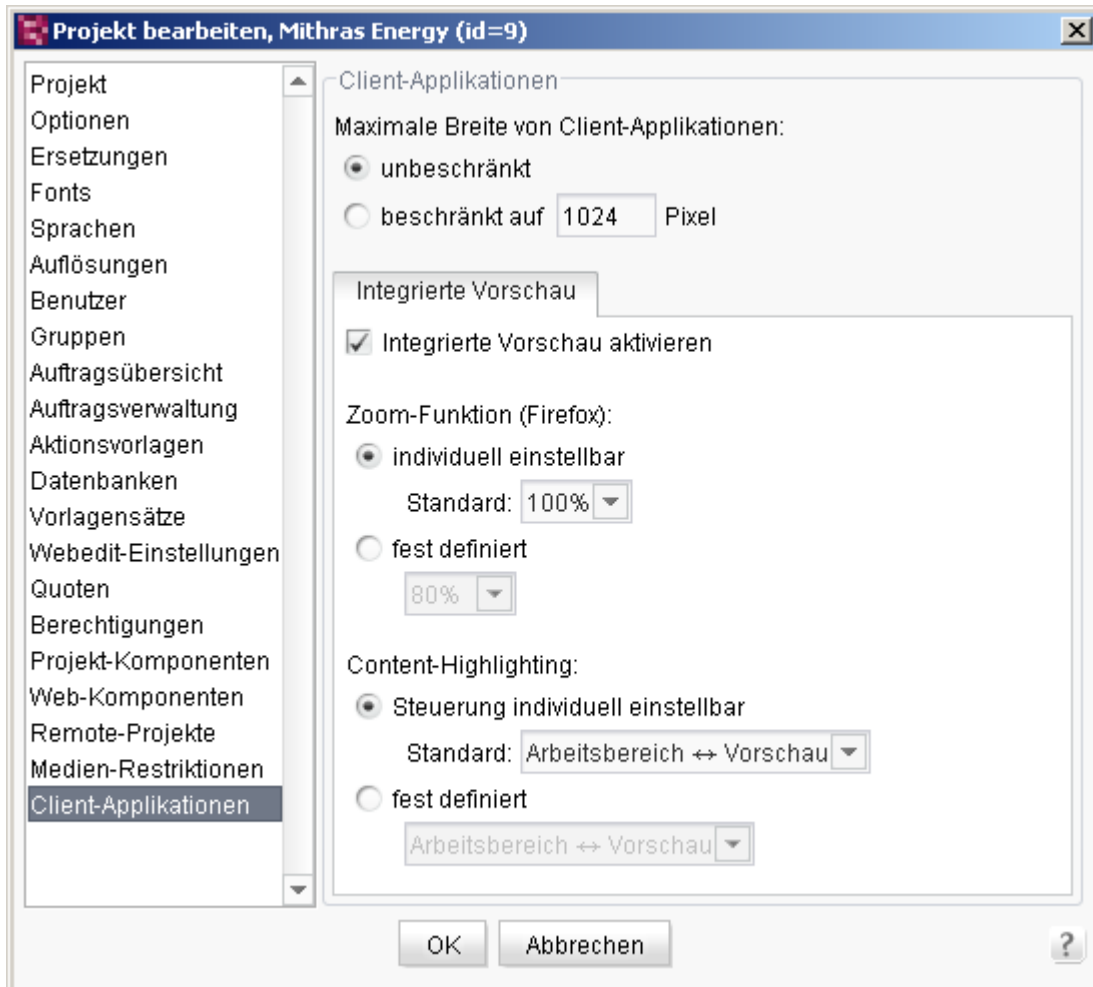 Projekt bearbeiten, Mithras Energy (id=9)
Projekt
Optionen
Ersetzungen
Fonts
Sprachen
Auflösungen
Benutzer
Gruppen
Auftragsübersicht
Auftragsverwaltung
Aktionsvorlagen
Datenbanken
Vorlagensätze
Webedit-Einstellungen
Quoten
Berechtigungen
Projekt-Komponenten
Web-Komponenten
Remote-Projekte
Medien-Restriktionen
Client-Applikationen
Client-Applikationen
Maximale Breite von Client-Applikationen:
unbeschränkt
beschränkt auf 1024 Pixel
Integrierte Vorschau
Integrierte Vorschau aktivieren
Zoom-Funktion (Firefox):
individuell einstellbar
Standard: 100%
fest definiert
80%
Content-Highlighting:
Steuerung individuell einstellbar
Standard: Arbeitsbereich ↔ Vorschau
fest definiert
Arbeitsbereich ↔ Vorschau
OK Abbrechen ?